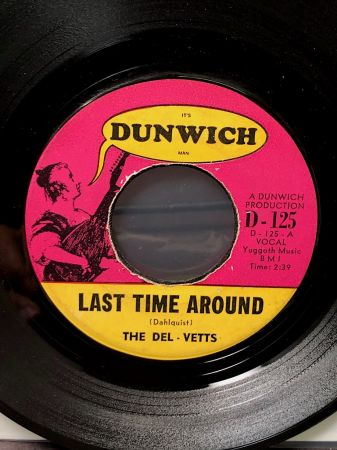 IT'S
DUNWICH
MAN
A DUNWICH
PRODUCTION
D-125
D - 125 - A
VOCAL
Yuggoth Music
BMI
Time: 2:39
LAST TIME AROUND
(Dahlquist)
THE DEL - VETTS